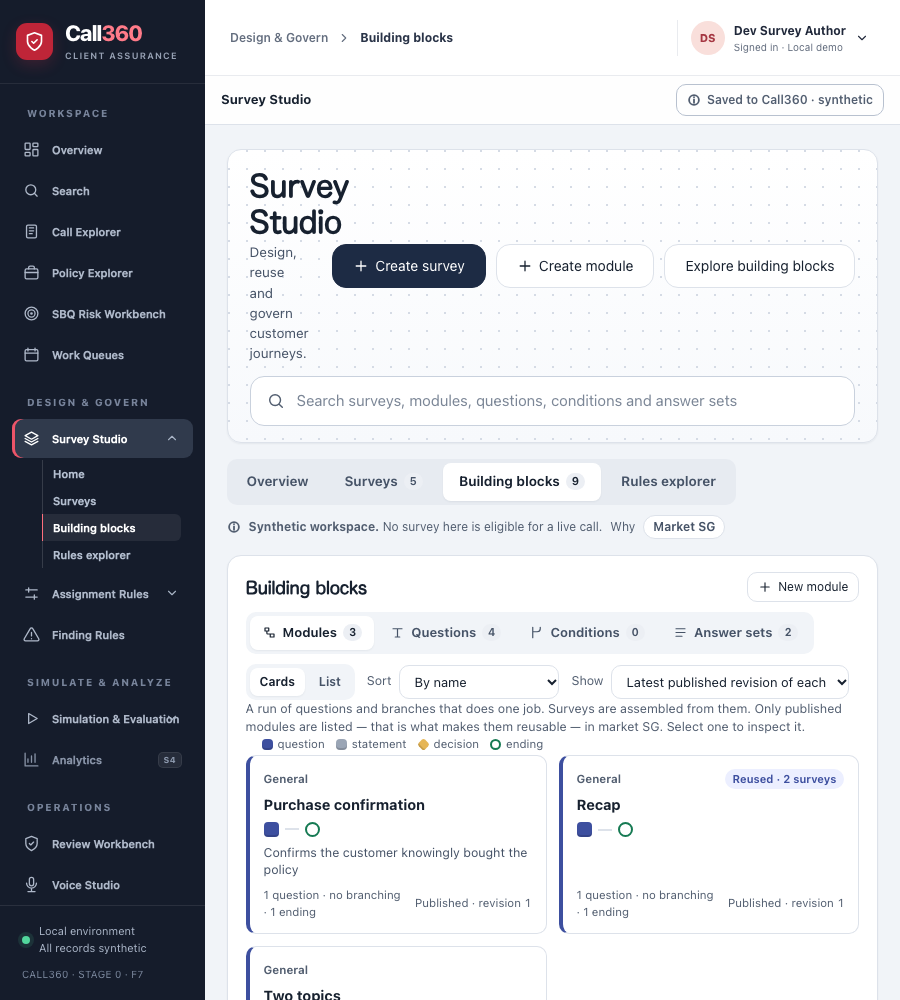 Call360
CLIENT ASSURANCE
WORKSPACE
Overview
Search
Call Explorer
Policy Explorer
SBQ Risk Workbench
Work Queues
DESIGN & GOVERN
Survey Studio
Home
Surveys
Building blocks
Rules explorer
Assignment Rules
Finding Rules
SIMULATE & ANALYZE
Simulation & Evaluation
Analytics S4
OPERATIONS
Review Workbench
Voice Studio
Local environment
All records synthetic
CALL360 · STAGE 0 · F7
Design & Govern > Building blocks
DS
Dev Survey Author
Signed in · Local demo
Survey Studio
Saved to Call360 · synthetic
Survey
Studio
Design,
reuse
and
govern
customer
journeys.
+ Create survey
+ Create module
Explore building blocks
Search surveys, modules, questions, conditions and answer sets
Overview Surveys 5 Building blocks 9 Rules explorer
Synthetic workspace. No survey here is eligible for a live call. Why Market SG
Building blocks
+ New module
Modules 3 Questions 4 Conditions 0 Answer sets 2
Cards List Sort By name Show Latest published revision of each
A run of questions and branches that does one job. Surveys are assembled from them. Only published
modules are listed — that is what makes them reusable — in market SG. Select one to inspect it.
question statement decision ending
General
Purchase confirmation
Confirms the customer knowingly bought the
policy
1 question · no branching
· 1 ending
Published · revision 1
General
Reused · 2 surveys
Recap
1 question · no branching
· 1 ending
Published · revision 1
General
Two topics